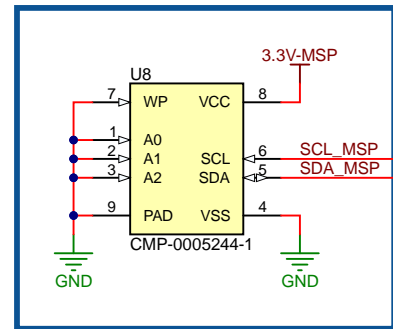 3.3V-MSP
U8
7 WP VCC 8
1 A0
2 A1 SCL 6 SCL_MSP
3 A2 SDA 5 SDA_MSP
9 PAD VSS 4
CMP-0005244-1
GND GND